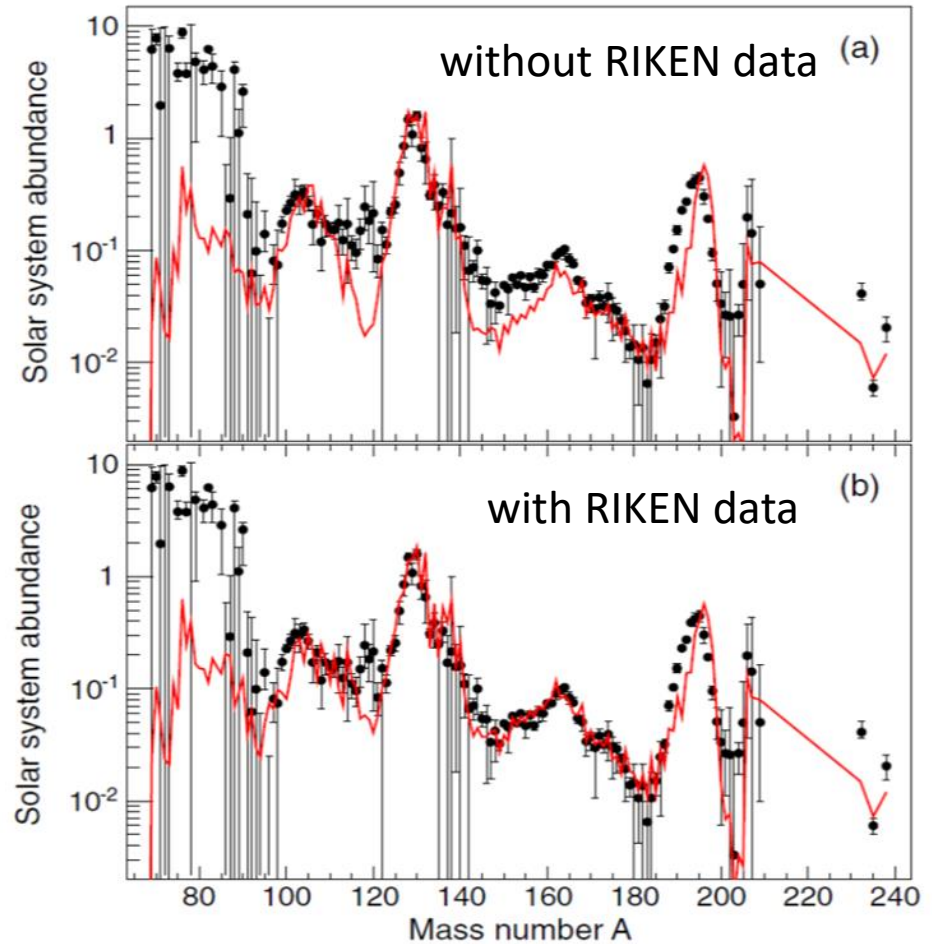 without RIKEN data
(a)
Solar system abundance
10
1
10⁻¹
10⁻²
with RIKEN data
(b)
Solar system abundance
10
1
10⁻¹
10⁻²
80 100 120 140 160 180 200 220 240
Mass number A